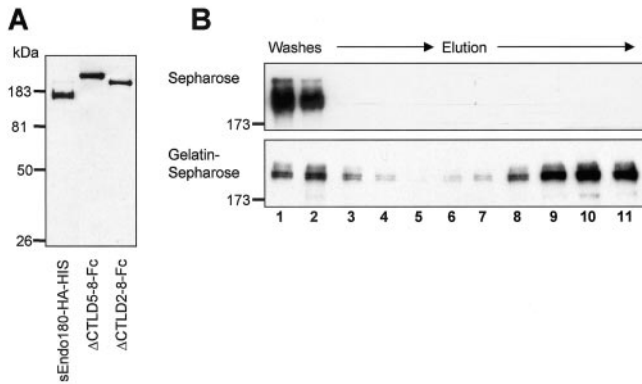 A
kDa
183
81
50
26
sEndo180-HA-HIS
ΔCTLD5-8-Fc
ΔCTLD2-8-Fc
B
Washes Elution
Sepharose
173
Gelatin-
Sepharose
173
1 2 3 4 5 6 7 8 9 10 11